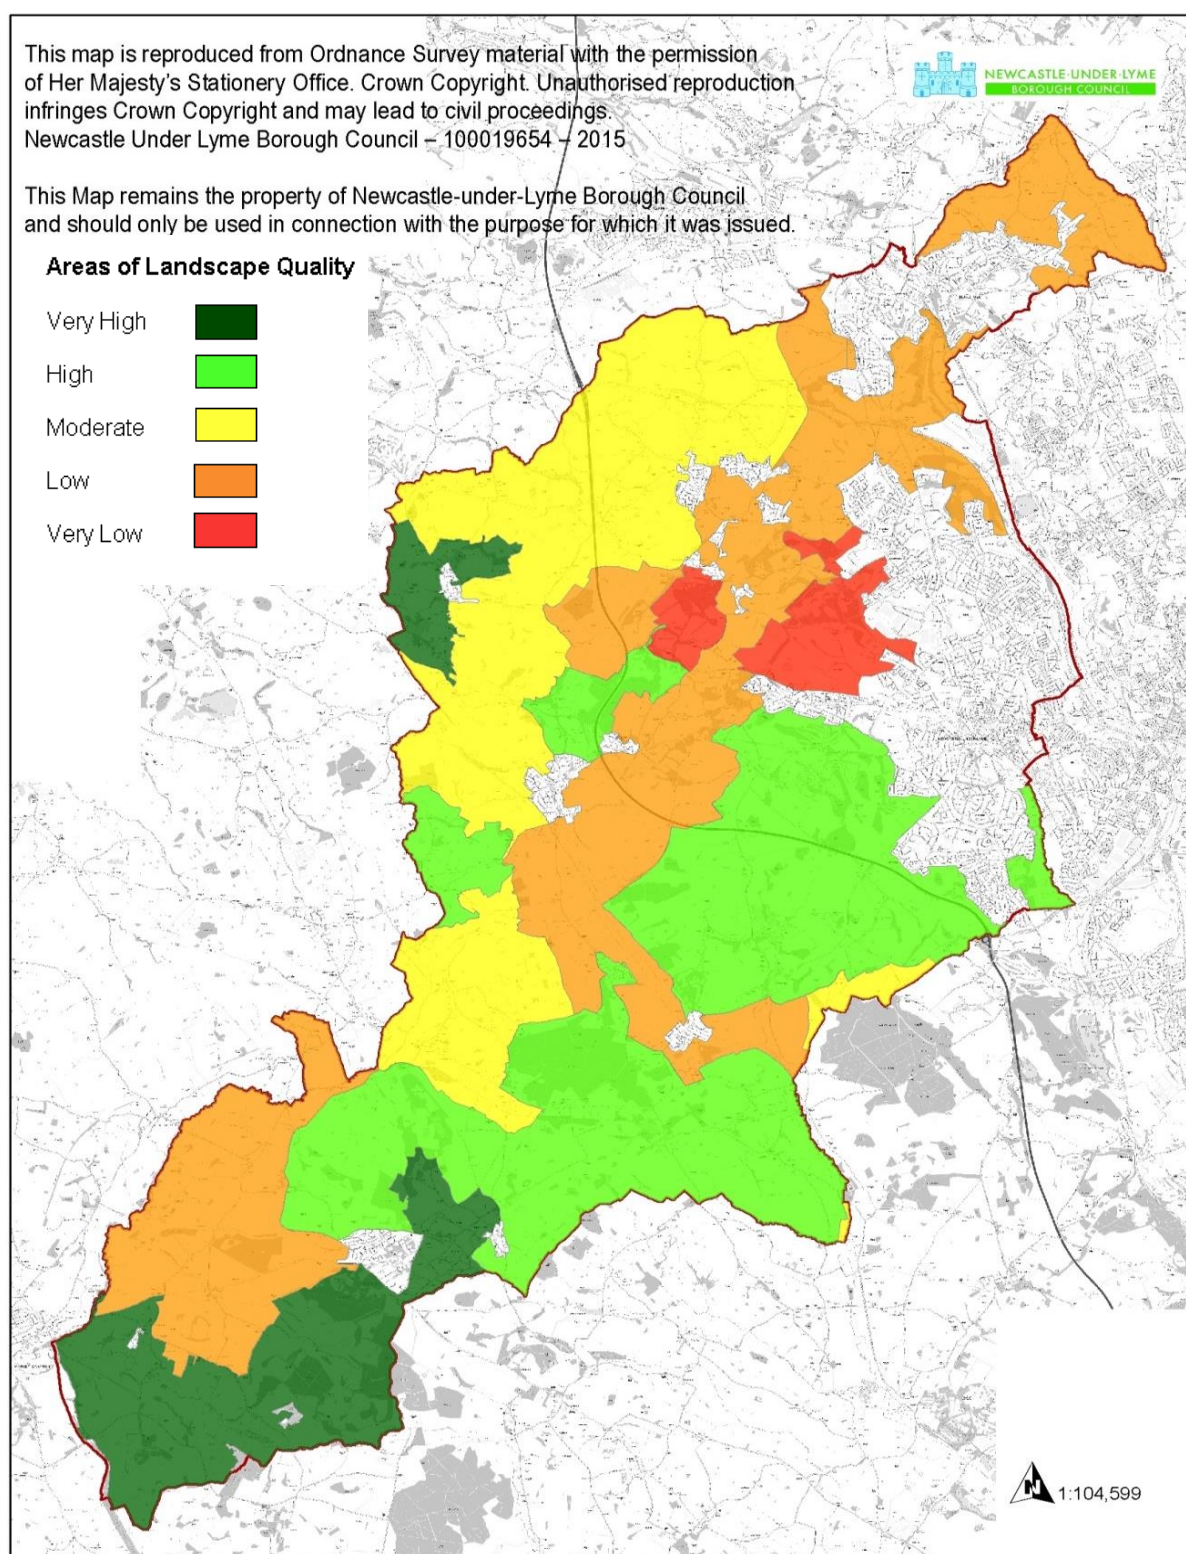 This map is reproduced from Ordnance Survey material with the permission
of Her Majesty's Stationery Office. Crown Copyright. Unauthorised reproduction
infringes Crown Copyright and may lead to civil proceedings.
Newcastle Under Lyme Borough Council – 100019654 – 2015
This Map remains the property of Newcastle-under-Lyme Borough Council
and should only be used in connection with the purpose for which it was issued.
NEWCASTLE·UNDER·LYME
BOROUGH COUNCIL
Areas of Landscape Quality
Very High
High
Moderate
Low
Very Low
N 1:104,599